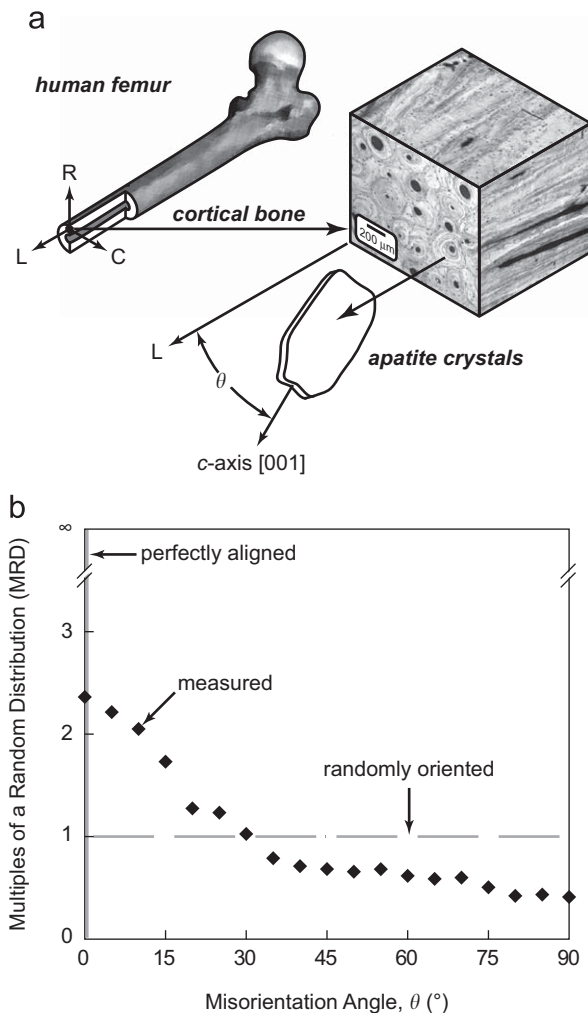 a
human femur
R
cortical bone
L
C
200 μm
L
apatite crystals
θ
c-axis [001]
b
Multiples of a Random Distribution (MRD)
∞
perfectly aligned
3
measured
2
randomly oriented
1
0
0 15 30 45 60 75 90
Misorientation Angle, θ (°)